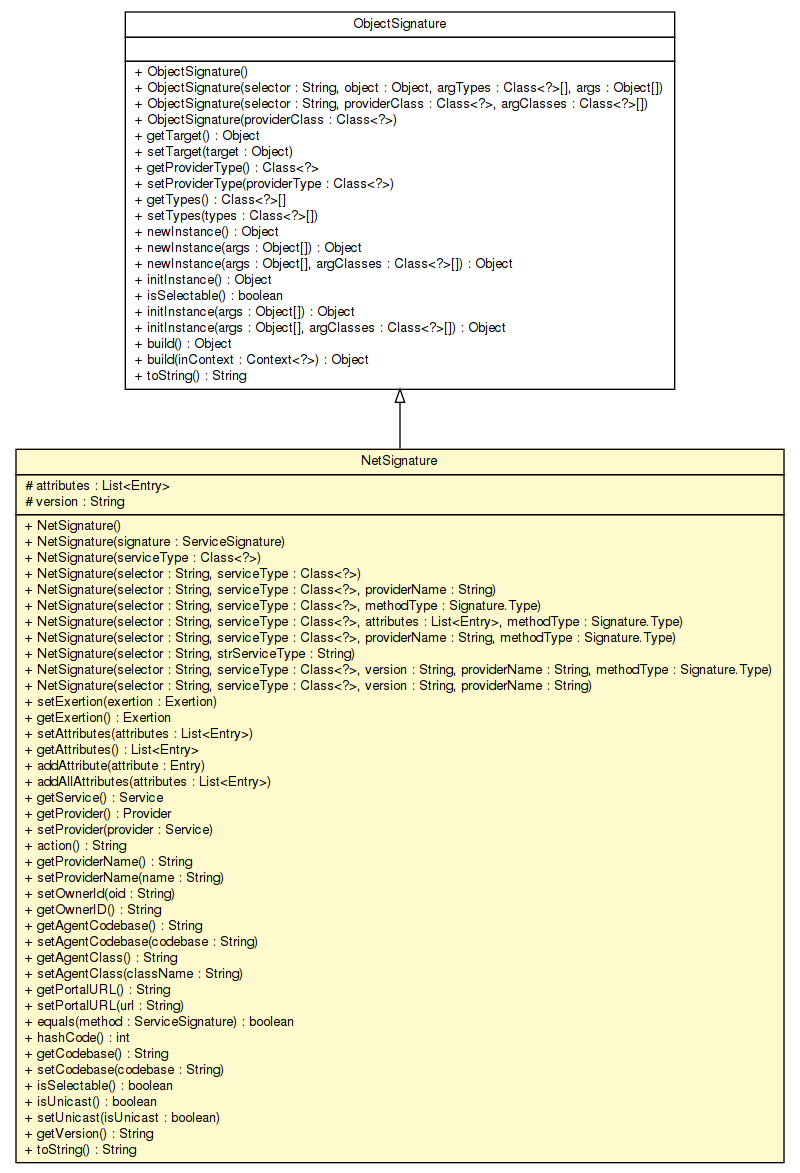 ObjectSignature
+ ObjectSignature()
+ ObjectSignature(selector : String, object : Object, argTypes : Class<?>[], args : Object[])
+ ObjectSignature(selector : String, providerClass : Class<?>, argClasses : Class<?>[])
+ ObjectSignature(providerClass : Class<?>)
+ getTarget() : Object
+ setTarget(target : Object)
+ getProviderType() : Class<?>
+ setProviderType(providerType : Class<?>)
+ getTypes() : Class<?>[]
+ setTypes(types : Class<?>[])
+ newInstance() : Object
+ newInstance(args : Object[]) : Object
+ newInstance(args : Object[], argClasses : Class<?>[]) : Object
+ initInstance() : Object
+ isSelectable() : boolean
+ initInstance(args : Object[]) : Object
+ initInstance(args : Object[], argClasses : Class<?>[]) : Object
+ build() : Object
+ build(inContext : Context<?>) : Object
+ toString() : String
NetSignature
# attributes : List<Entry>
# version : String
+ NetSignature()
+ NetSignature(signature : ServiceSignature)
+ NetSignature(serviceType : Class<?>)
+ NetSignature(selector : String, serviceType : Class<?>)
+ NetSignature(selector : String, serviceType : Class<?>, providerName : String)
+ NetSignature(selector : String, serviceType : Class<?>, methodType : Signature.Type)
+ NetSignature(selector : String, serviceType : Class<?>, attributes : List<Entry>, methodType : Signature.Type)
+ NetSignature(selector : String, serviceType : Class<?>, providerName : String, methodType : Signature.Type)
+ NetSignature(selector : String, strServiceType : String)
+ NetSignature(selector : String, serviceType : Class<?>, version : String, providerName : String, methodType : Signature.Type)
+ NetSignature(selector : String, serviceType : Class<?>, version : String, providerName : String)
+ setExertion(exertion : Exertion)
+ getExertion() : Exertion
+ setAttributes(attributes : List<Entry>)
+ getAttributes() : List<Entry>
+ addAttribute(attribute : Entry)
+ addAllAttributes(attributes : List<Entry>)
+ getService() : Service
+ getProvider() : Provider
+ setProvider(provider : Service)
+ action() : String
+ getProviderName() : String
+ setProviderName(name : String)
+ setOwnerId(oid : String)
+ getOwnerID() : String
+ getAgentCodebase() : String
+ setAgentCodebase(codebase : String)
+ getAgentClass() : String
+ setAgentClass(className : String)
+ getPortalURL() : String
+ setPortalURL(url : String)
+ equals(method : ServiceSignature) : boolean
+ hashCode() : int
+ getCodebase() : String
+ setCodebase(codebase : String)
+ isSelectable() : boolean
+ isUnicast() : boolean
+ setUnicast(isUnicast : boolean)
+ getVersion() : String
+ toString() : String